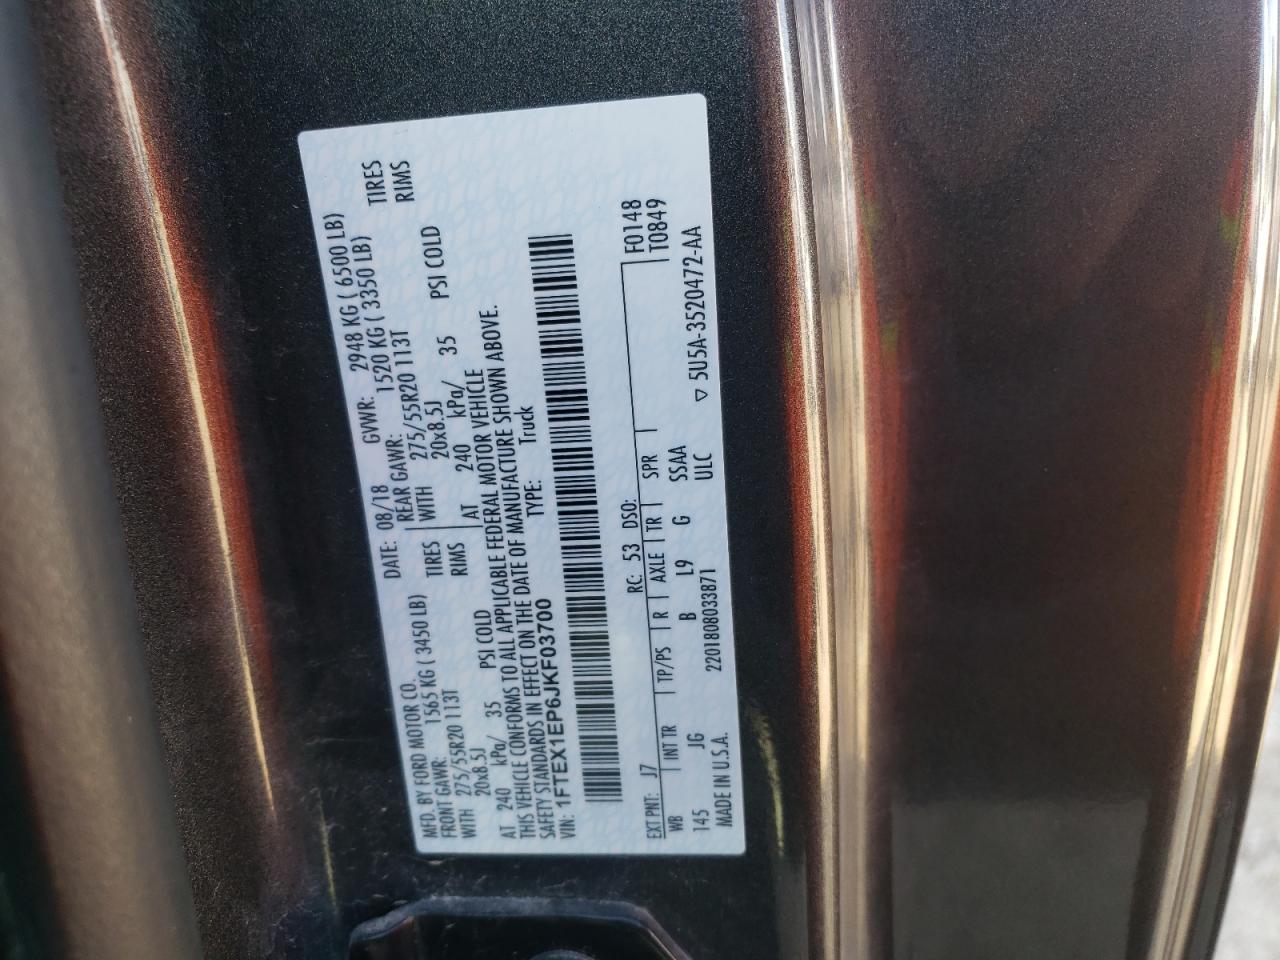 MFD. BY FORD MOTOR CO. DATE: 08/18 GVWR: 2948 KG ( 6500 LB)
FRONT GAWR: 1565 KG ( 3450 LB) REAR GAWR: 1520 KG ( 3350 LB)
WITH 275/55R20 113T TIRES WITH 275/55R20 113T TIRES
20x8.5J RIMS 20x8.5J RIMS
AT 240 kPa/ 35 PSI COLD AT 240 kPa/ 35 PSI COLD
THIS VEHICLE CONFORMS TO ALL APPLICABLE FEDERAL MOTOR VEHICLE
SAFETY STANDARDS IN EFFECT ON THE DATE OF MANUFACTURE SHOWN ABOVE.
VIN: 1FTEX1EP6JKF03700 TYPE: Truck
F0148
EXT PNT: J7 RC: 53 DSO: T0849
WB INT TR TP/PS R AXLE TR SPR
145 JG B L9 G SSAA
MADE IN U.S.A. 2201808033871 ULC ▽ 5U5A-3520472-AA